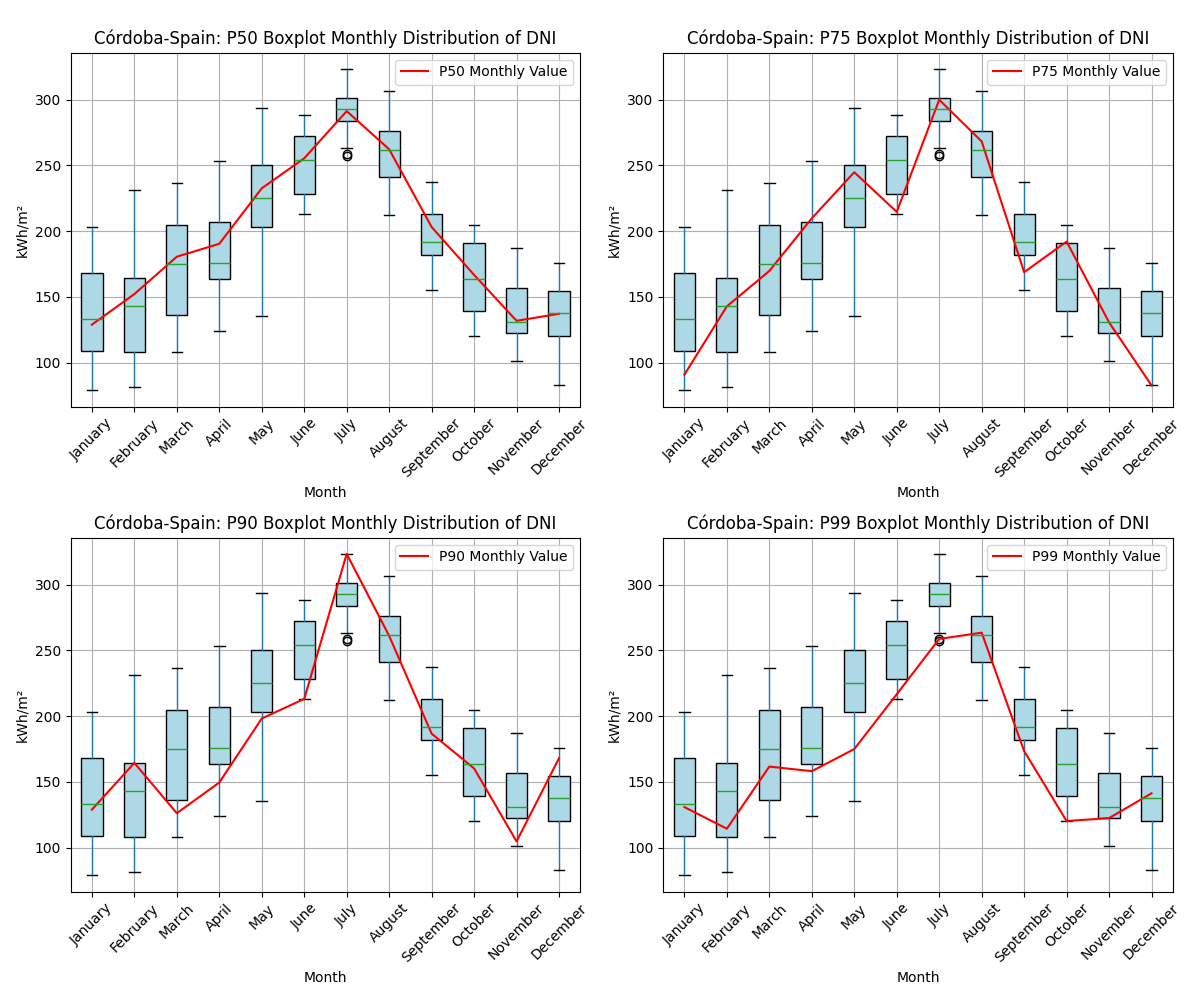 Córdoba-Spain: P50 Boxplot Monthly Distribution of DNI
P50 Monthly Value
300
250
200
150
100
kWh/m²
January
February
March
April
May
June
July
August
September
October
November
December
Month
Córdoba-Spain: P75 Boxplot Monthly Distribution of DNI
P75 Monthly Value
300
250
200
150
100
kWh/m²
January
February
March
April
May
June
July
August
September
October
November
December
Month
Córdoba-Spain: P90 Boxplot Monthly Distribution of DNI
P90 Monthly Value
300
250
200
150
100
kWh/m²
January
February
March
April
May
June
July
August
September
October
November
December
Month
Córdoba-Spain: P99 Boxplot Monthly Distribution of DNI
P99 Monthly Value
300
250
200
150
100
kWh/m²
January
February
March
April
May
June
July
August
September
October
November
December
Month